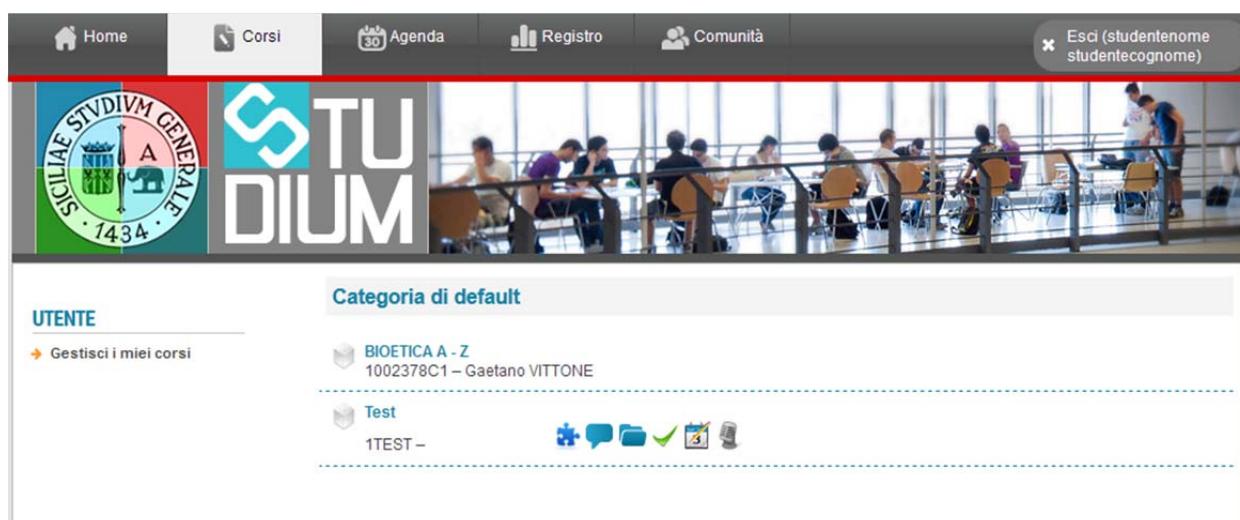 Home
Corsi
30
Agenda
Registro
Comunità
Esci (studentenome
studentecognome)
SICILIAE STVDIVM GENERALE
A
· 1434 ·
STU
DIUM
UTENTE
Gestisci i miei corsi
Categoria di default
BIOETICA A - Z
1002378C1 – Gaetano VITTONE
Test
1TEST –
3